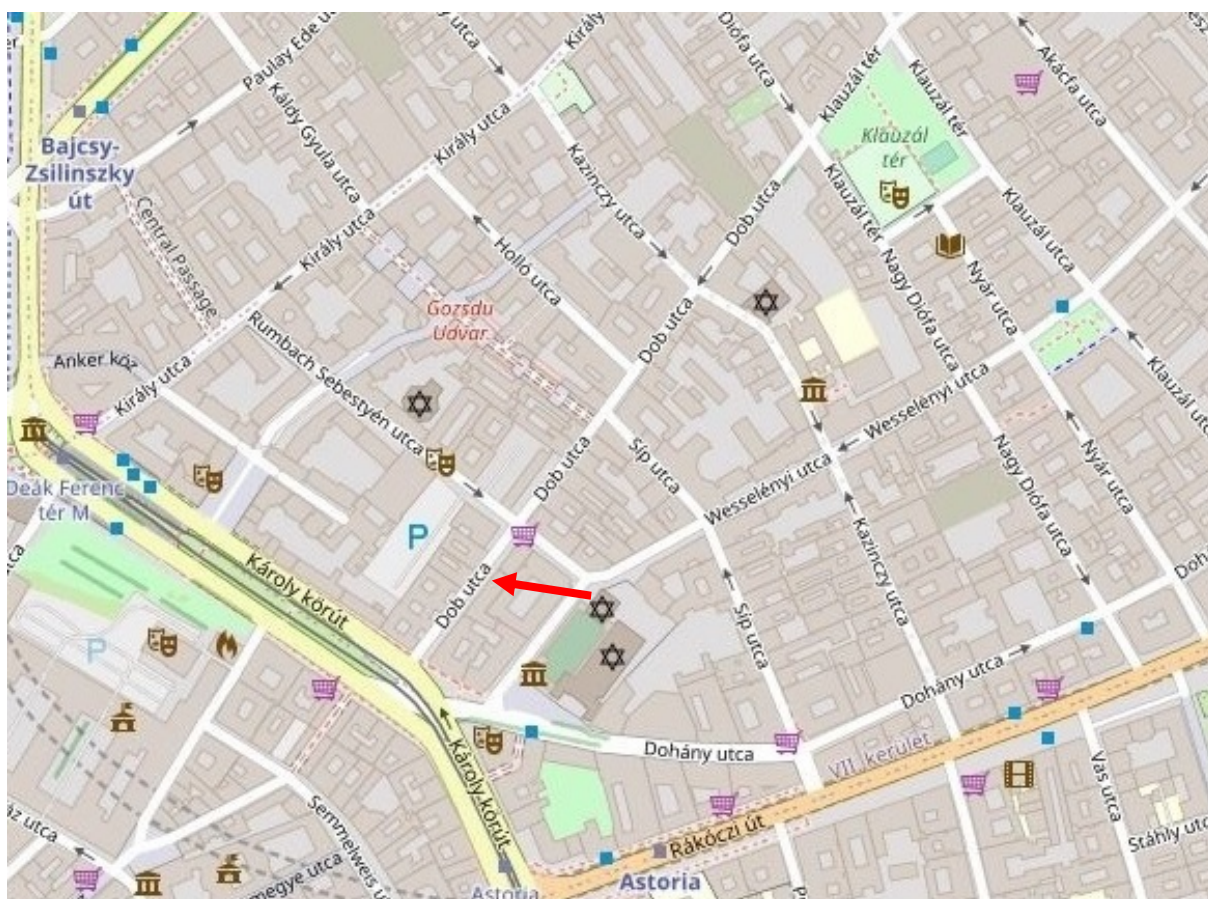 Paulay Ede utca
Király
Diófa utca
Klauzál tér
Klauzál tér
Akácfa utca
Káldy Gyula utca
Király utca
Bajcsy-
Zsilinszky
út
Klauzál
tér
Kazinczy utca
Dob utca
Klauzál tér
Klauzál utca
Central Passage
Király utca
Holló utca
Nagy Diófa utca
Nyár utca
Gozsdu
Udvar
Dob utca
Rumbach Sebestyén utca
Anker köz
Király utca
Wesselényi utca
Klauzál utca
Síp utca
Dob utca
Wesselényi utca
Nagy Diófa utca
Nyár utca
Deák Ferenc
tér M
P
Kazinczy utca
Károly körút
Dob utca
Síp utca
P
Dohány utca
Dohány utca
VII. kerület
Károly körút
Vas utca
Semmelweis
Rákóczi út
Stáhly
Astoria
Astoria